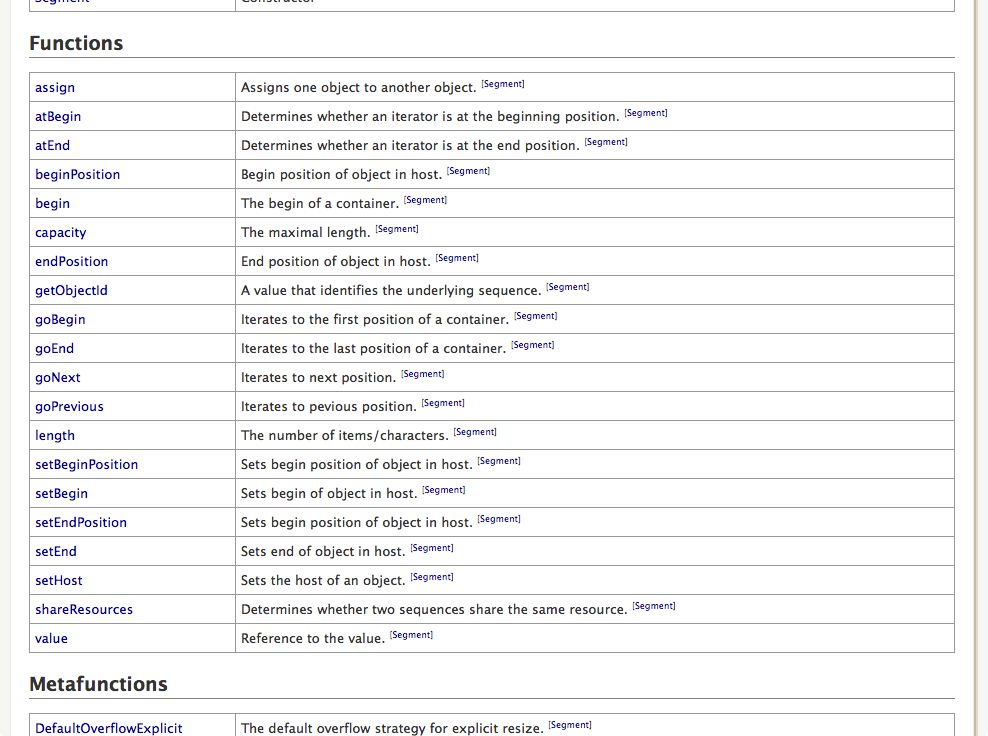 Segment Constructor
Functions
assign Assigns one object to another object. [Segment]
atBegin Determines whether an iterator is at the beginning position. [Segment]
atEnd Determines whether an iterator is at the end position. [Segment]
beginPosition Begin position of object in host. [Segment]
begin The begin of a container. [Segment]
capacity The maximal length. [Segment]
endPosition End position of object in host. [Segment]
getObjectId A value that identifies the underlying sequence. [Segment]
goBegin Iterates to the first position of a container. [Segment]
goEnd Iterates to the last position of a container. [Segment]
goNext Iterates to next position. [Segment]
goPrevious Iterates to pevious position. [Segment]
length The number of items/characters. [Segment]
setBeginPosition Sets begin position of object in host. [Segment]
setBegin Sets begin of object in host. [Segment]
setEndPosition Sets begin position of object in host. [Segment]
setEnd Sets end of object in host. [Segment]
setHost Sets the host of an object. [Segment]
shareResources Determines whether two sequences share the same resource. [Segment]
value Reference to the value. [Segment]
Metafunctions
DefaultOverflowExplicit The default overflow strategy for explicit resize. [Segment]